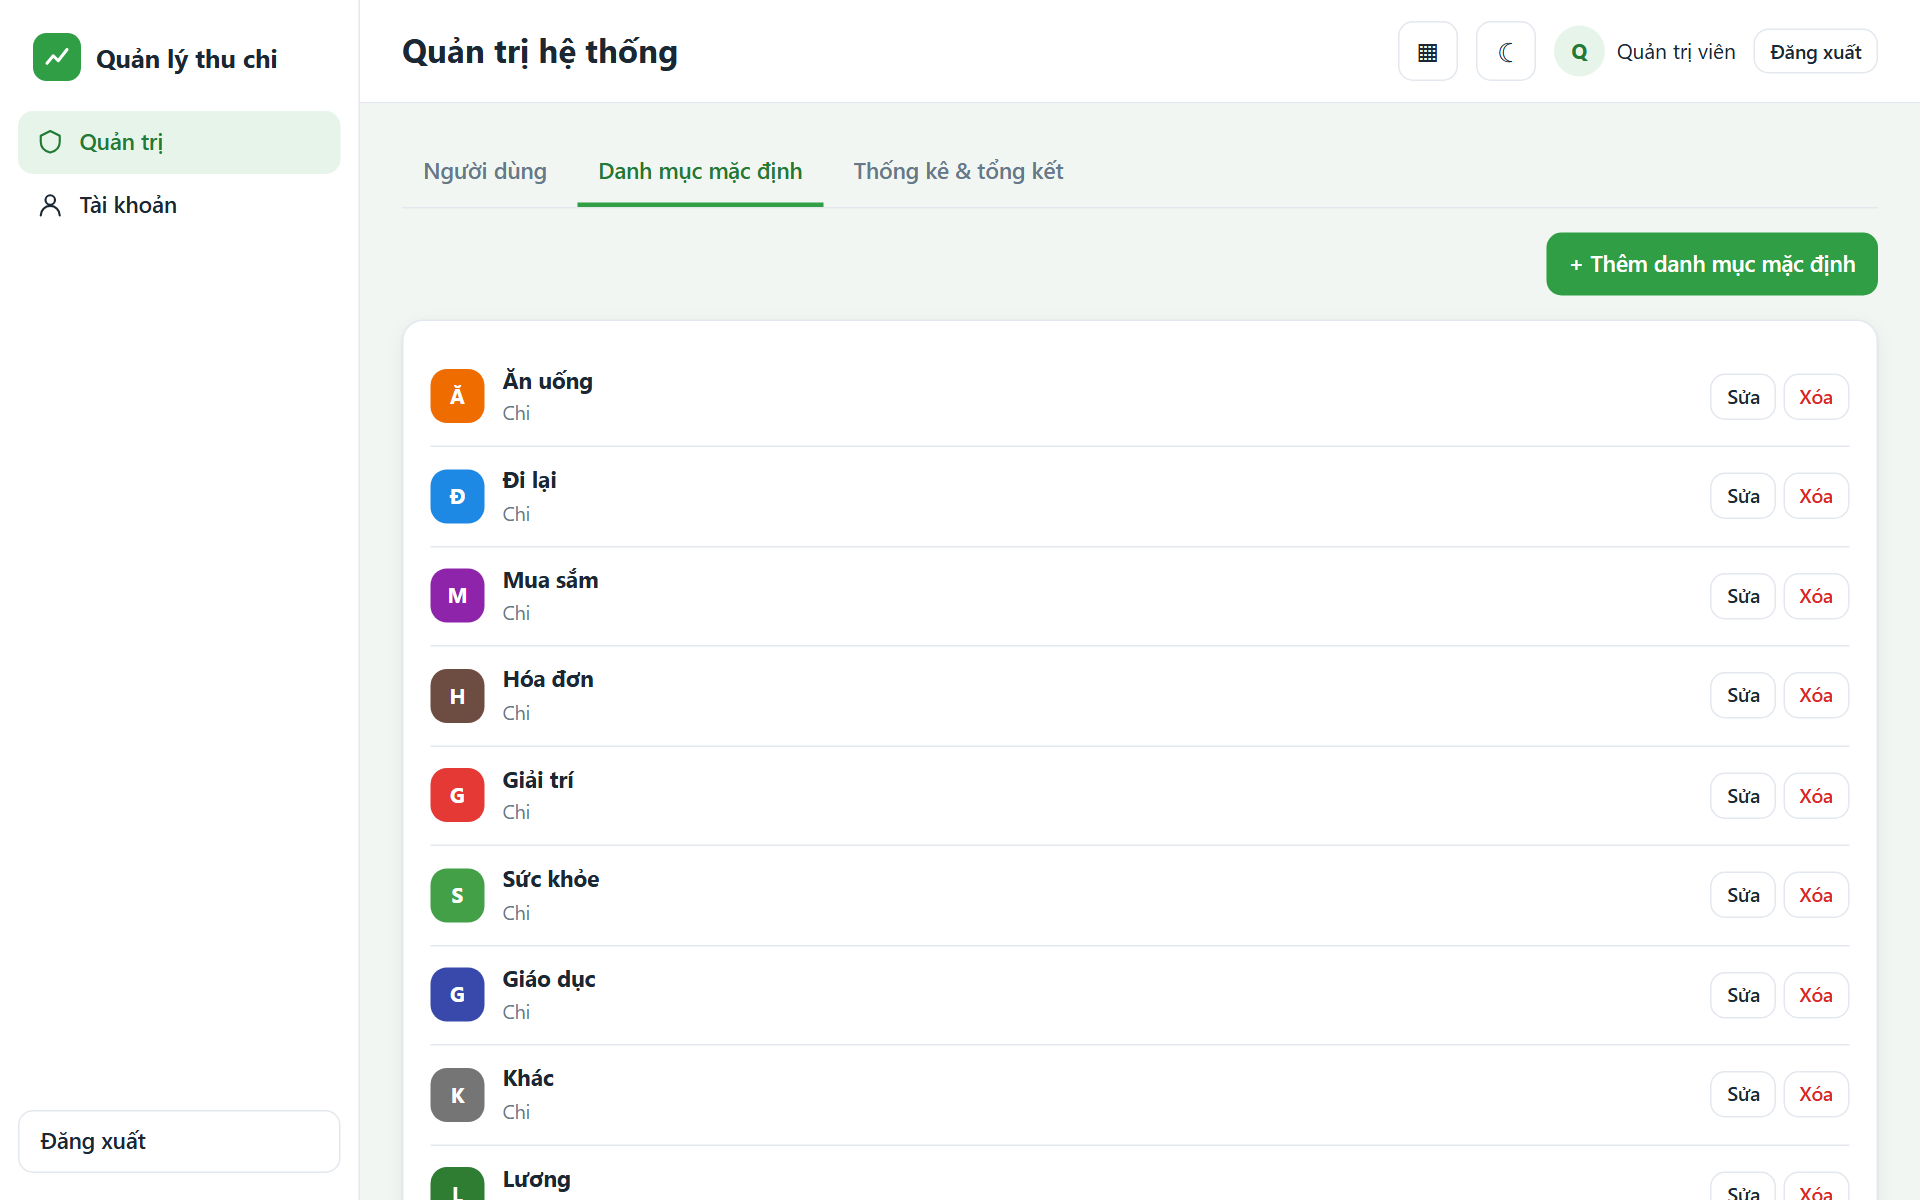 Quản lý thu chi
Quản trị
Tài khoản
Đăng xuất
Quản trị hệ thống
Q
Quản trị viên
Đăng xuất
Người dùng
Danh mục mặc định
Thống kê & tổng kết
+ Thêm danh mục mặc định
Ă
Ăn uống
Chi
Sửa
Xóa
Đ
Đi lại
Chi
Sửa
Xóa
M
Mua sắm
Chi
Sửa
Xóa
H
Hóa đơn
Chi
Sửa
Xóa
G
Giải trí
Chi
Sửa
Xóa
S
Sức khỏe
Chi
Sửa
Xóa
G
Giáo dục
Chi
Sửa
Xóa
K
Khác
Chi
Sửa
Xóa
L
Lương
Sửa
Xóa